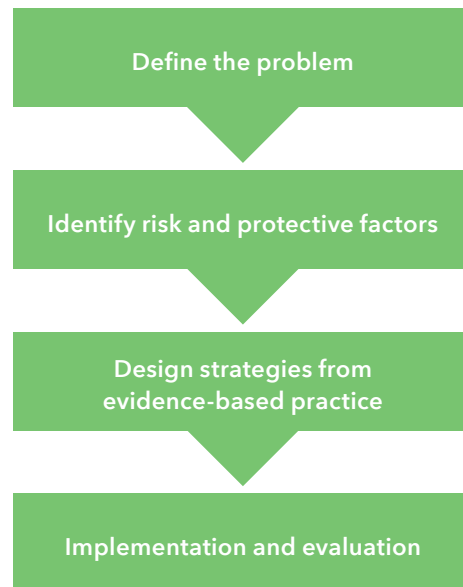 Define the problem
Identify risk and protective factors
Design strategies from
evidence-based practice
Implementation and evaluation